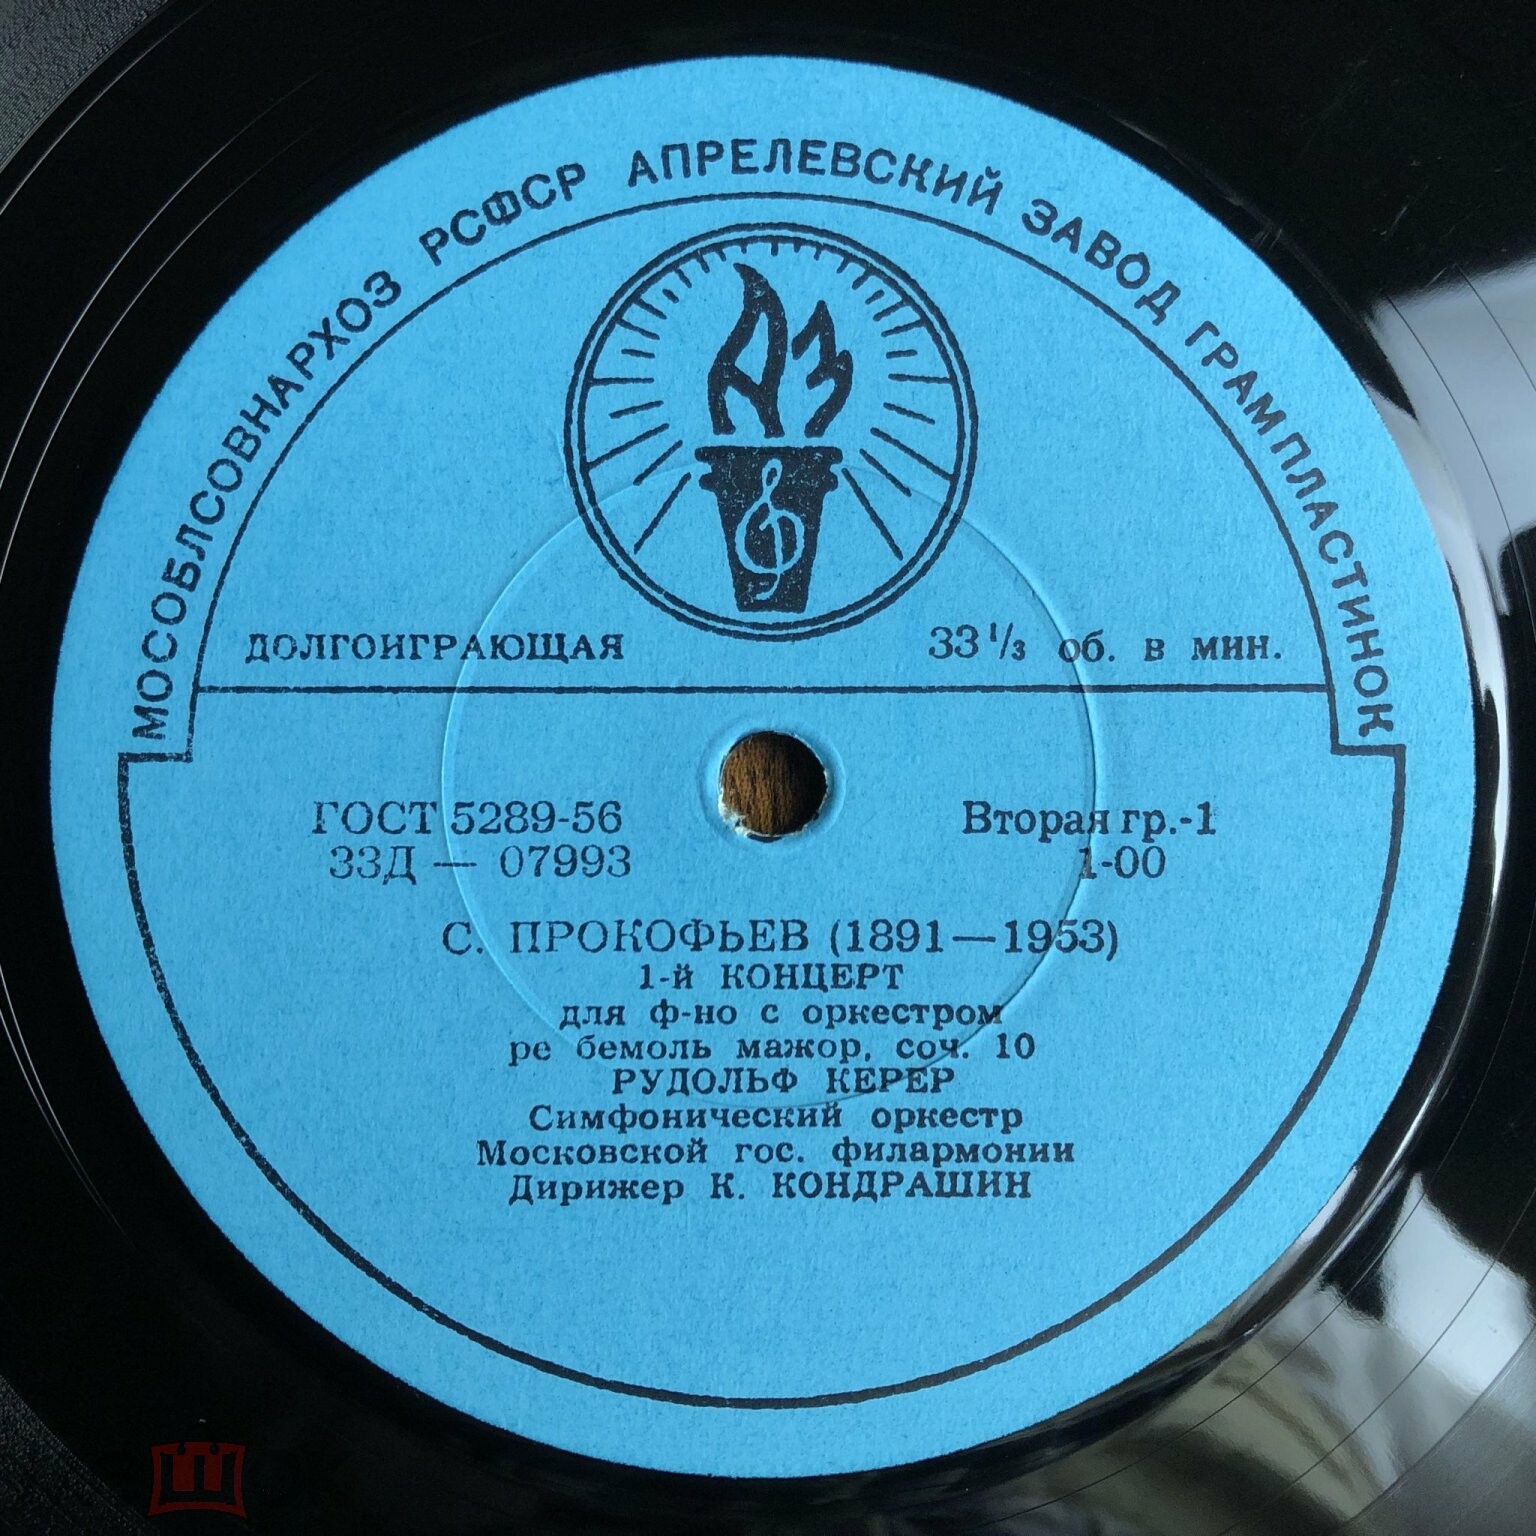 МОСОБЛСОВНАРХОЗ РСФСР АПРЕЛЕВСКИЙ ЗАВОД ГРАМПЛАСТИНОК
АЗ
ДОЛГОИГРАЮЩАЯ 33 1/3 об. в мин.
ГОСТ 5289-56 Вторая гр.-1
33Д — 07993 1-00
С. ПРОКОФЬЕВ (1891—1953)
1-й КОНЦЕРТ
для ф-но с оркестром
ре бемоль мажор, соч. 10
РУДОЛЬФ КЕРЕР
Симфонический оркестр
Московской гос. филармонии
Дирижер К. КОНДРАШИН